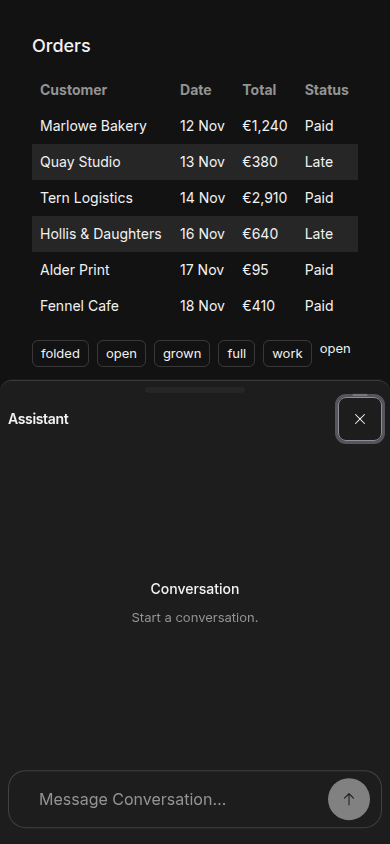 Orders
Customer Date Total Status
Marlowe Bakery 12 Nov €1,240 Paid
Quay Studio 13 Nov €380 Late
Tern Logistics 14 Nov €2,910 Paid
Hollis & Daughters 16 Nov €640 Late
Alder Print 17 Nov €95 Paid
Fennel Cafe 18 Nov €410 Paid
folded open grown full work open
Assistant
Conversation
Start a conversation.
Message Conversation...